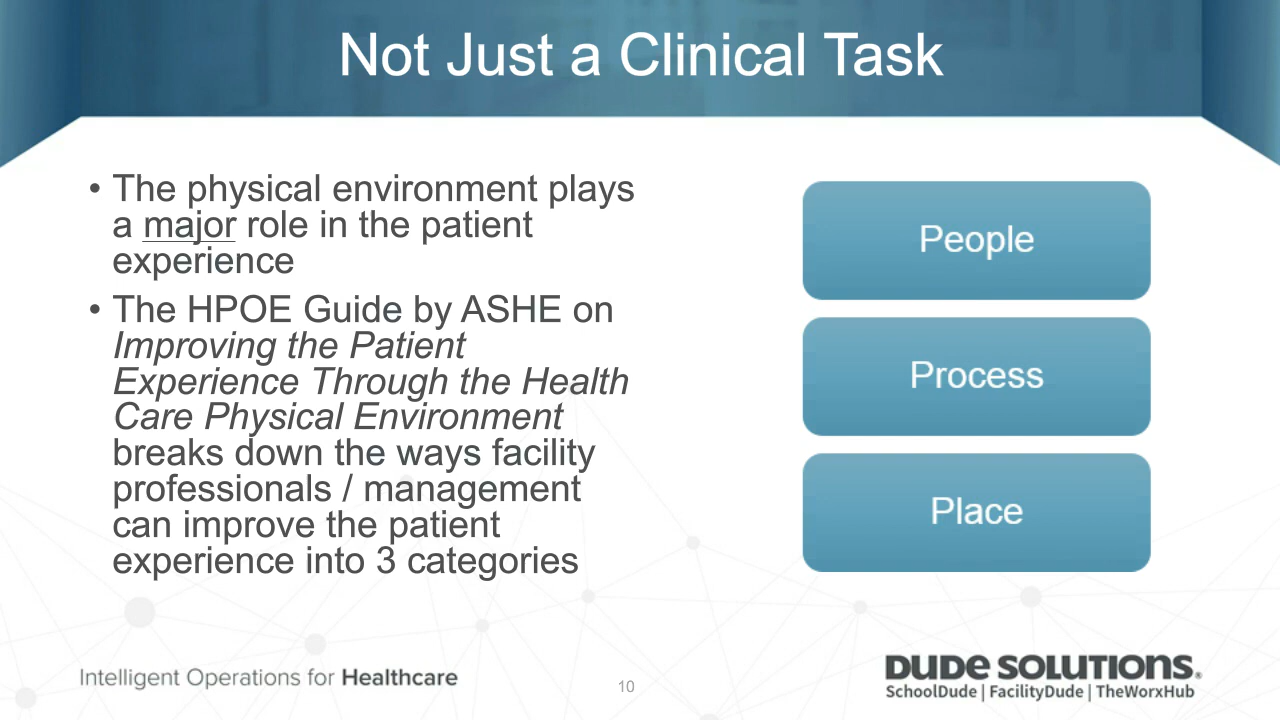 Not Just a Clinical Task
• The physical environment plays
a major role in the patient
experience
• The HPOE Guide by ASHE on
Improving the Patient
Experience Through the Health
Care Physical Environment
breaks down the ways facility
professionals / management
can improve the patient
experience into 3 categories
People
Process
Place
Intelligent Operations for Healthcare
10
DUDE SOLUTIONS®
SchoolDude | FacilityDude | TheWorxHub